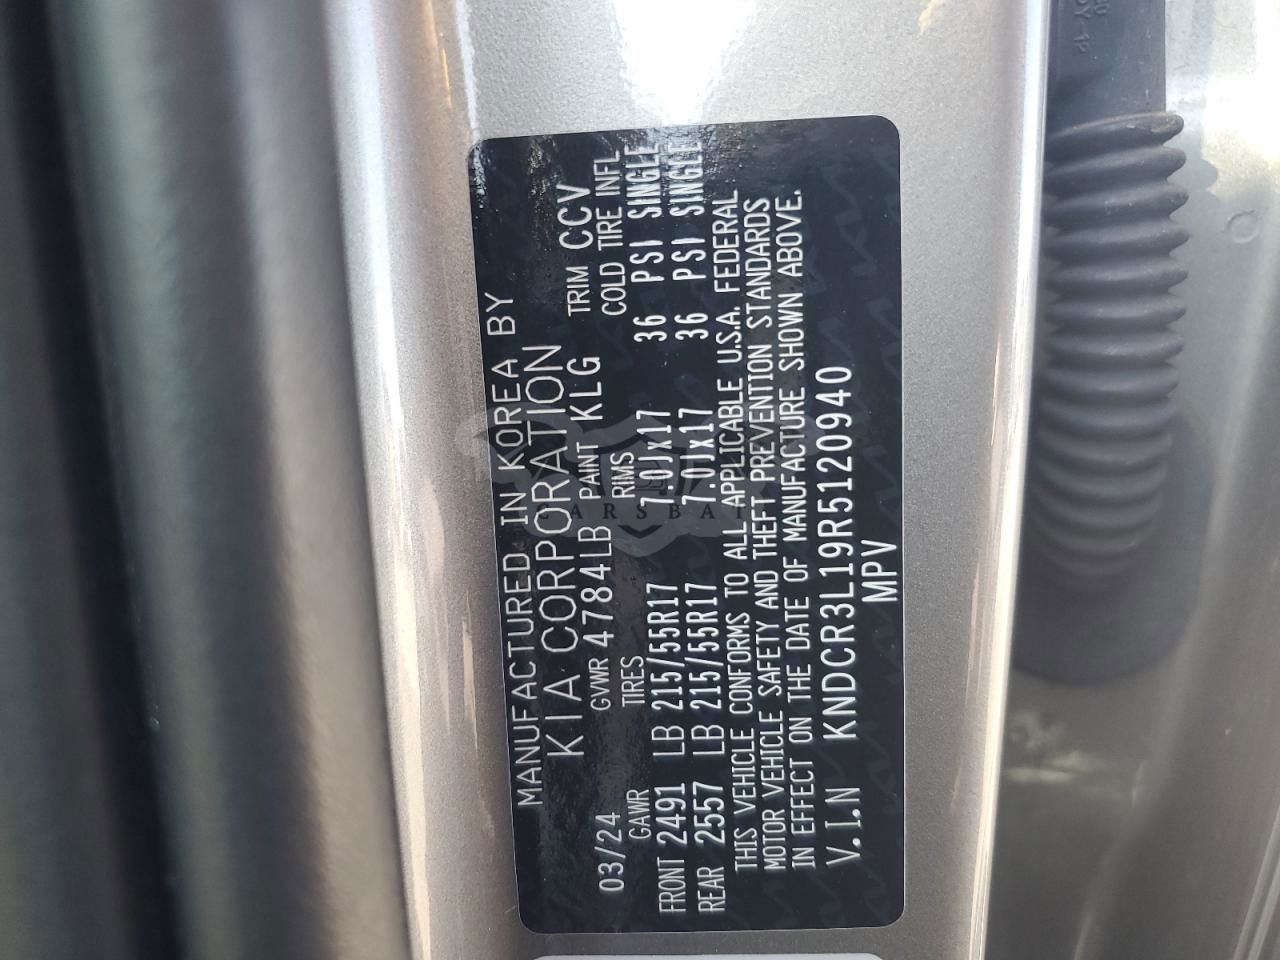 MANUFACTURED IN KOREA BY
KIA CORPORATION
03/24 GVWR 4784LB PAINT KLG TRIM CCV
GAWR TIRES RIMS COLD TIRE INFL
FRONT 2491 LB 215/55R17 7.0Jx17 36 PSI SINGLE
REAR 2557 LB 215/55R17 7.0Jx17 36 PSI SINGLE
THIS VEHICLE CONFORMS TO ALL APPLICABLE U.S.A. FEDERAL
MOTOR VEHICLE SAFETY AND THEFT PREVENTION STANDARDS
IN EFFECT ON THE DATE OF MANUFACTURE SHOWN ABOVE.
V.I.N KNDCR3L19R5120940
MPV